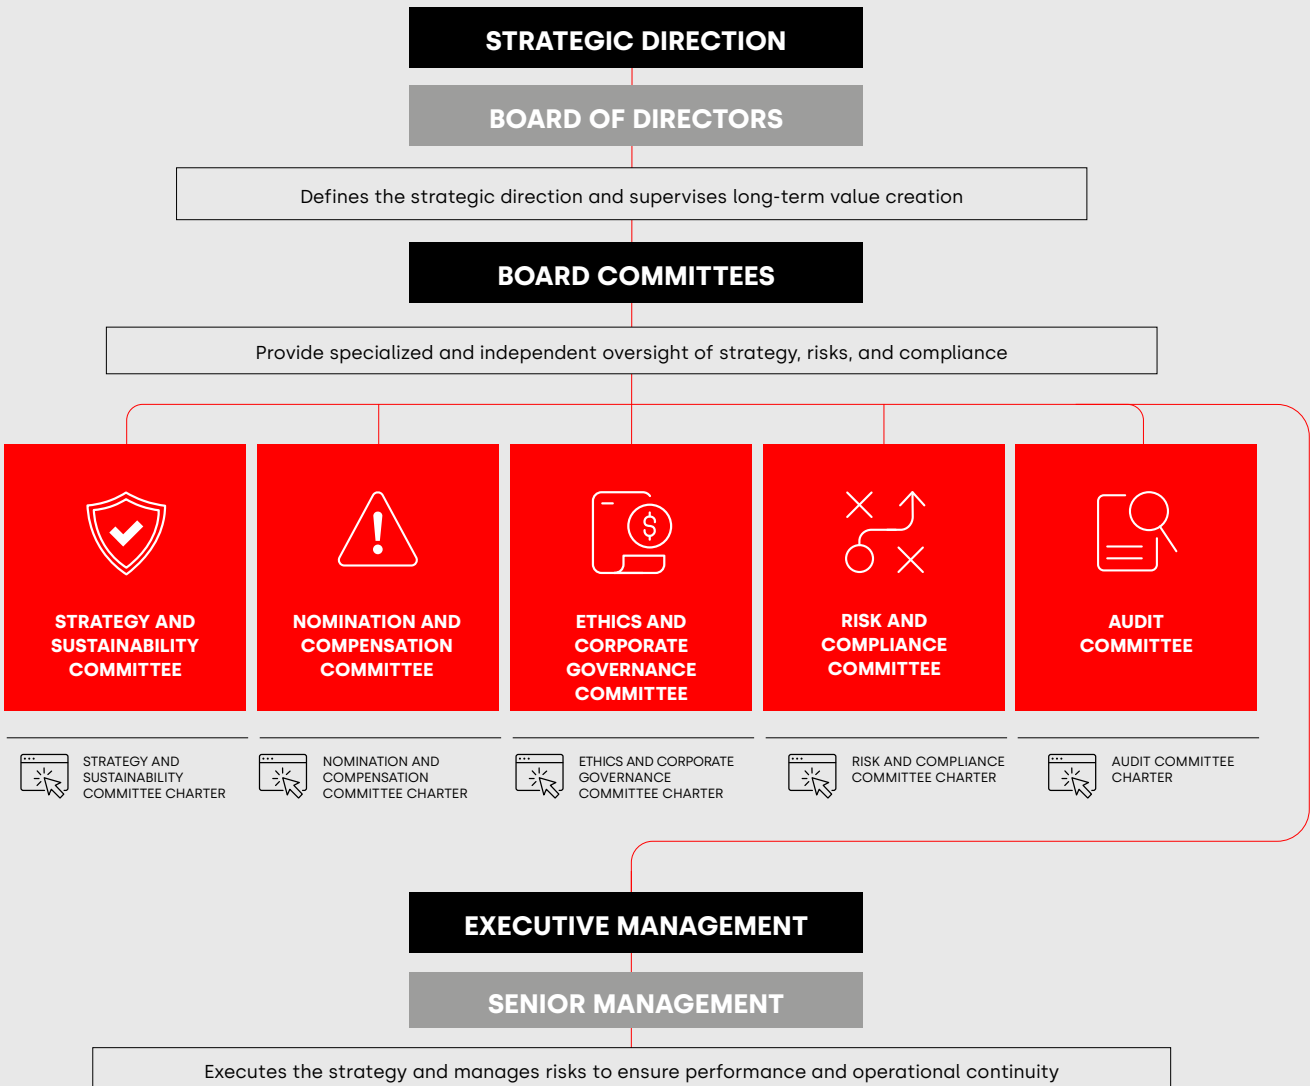 STRATEGIC DIRECTION
BOARD OF DIRECTORS
Defines the strategic direction and supervises long-term value creation
BOARD COMMITTEES
Provide specialized and independent oversight of strategy, risks, and compliance
STRATEGY AND
SUSTAINABILITY
COMMITTEE
NOMINATION AND
COMPENSATION
COMMITTEE
ETHICS AND
CORPORATE
GOVERNANCE
COMMITTEE
RISK AND
COMPLIANCE
COMMITTEE
AUDIT
COMMITTEE
STRATEGY AND
SUSTAINABILITY
COMMITTEE CHARTER
NOMINATION AND
COMPENSATION
COMMITTEE CHARTER
ETHICS AND CORPORATE
GOVERNANCE
COMMITTEE CHARTER
RISK AND COMPLIANCE
COMMITTEE CHARTER
AUDIT COMMITTEE
CHARTER
EXECUTIVE MANAGEMENT
SENIOR MANAGEMENT
Executes the strategy and manages risks to ensure performance and operational continuity